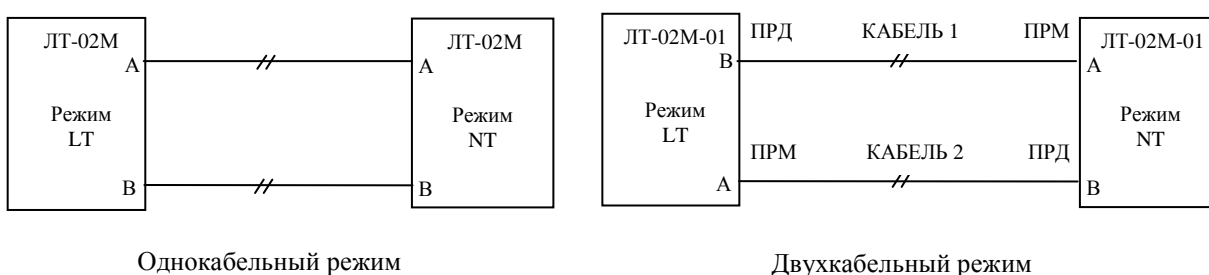 ЛТ-02М
А
Режим
LT
В
ЛТ-02М
А
Режим
NT
В
Однокабельный режим
ЛТ-02М-01
В
Режим
LT
А
ПРД КАБЕЛЬ 1 ПРМ
ПРМ КАБЕЛЬ 2 ПРД
ЛТ-02М-01
А
Режим
NT
В
Двухкабельный режим